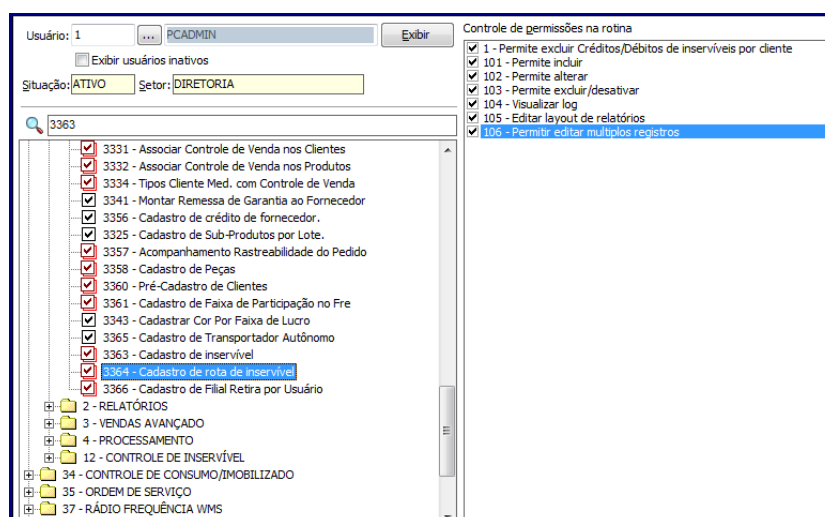 Usuário: 1 ... PCADMIN Exibir
Exibir usuários inativos
Situação: ATIVO Setor: DIRETORIA
3363
3331 - Associar Controle de Venda nos Clientes
3332 - Associar Controle de Venda nos Produtos
3334 - Tipos Cliente Med. com Controle de Venda
3341 - Montar Remessa de Garantia ao Fornecedor
3356 - Cadastro de crédito de fornecedor.
3325 - Cadastro de Sub-Produtos por Lote.
3357 - Acompanhamento Rastreabilidade do Pedido
3358 - Cadastro de Peças
3360 - Pré-Cadastro de Clientes
3361 - Cadastro de Faixa de Participação no Fre
3343 - Cadastrar Cor Por Faixa de Lucro
3365 - Cadastro de Transportador Autônomo
3363 - Cadastro de inservível
3364 - Cadastro de rota de inservível
3366 - Cadastro de Filial Retira por Usuário
2 - RELATÓRIOS
3 - VENDAS AVANÇADO
4 - PROCESSAMENTO
12 - CONTROLE DE INSERVÍVEL
34 - CONTROLE DE CONSUMO/IMOBILIZADO
35 - ORDEM DE SERVIÇO
37 - RÁDIO FREQUÊNCIA WMS
Controle de permissões na rotina
1 - Permite excluir Créditos/Débitos de inservíveis por cliente
101 - Permite incluir
102 - Permite alterar
103 - Permite excluir/desativar
104 - Visualizar log
105 - Editar layout de relatórios
106 - Permitir editar multiplos registros